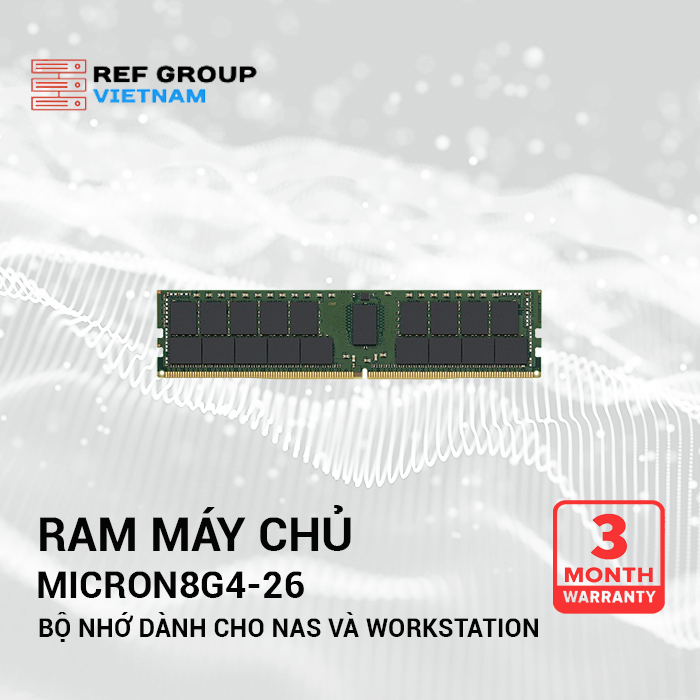 REF GROUP
VIETNAM
RAM MÁY CHỦ
MICRON8G4-26
BỘ NHỚ DÀNH CHO NAS VÀ WORKSTATION
3
MONTH
WARRANTY